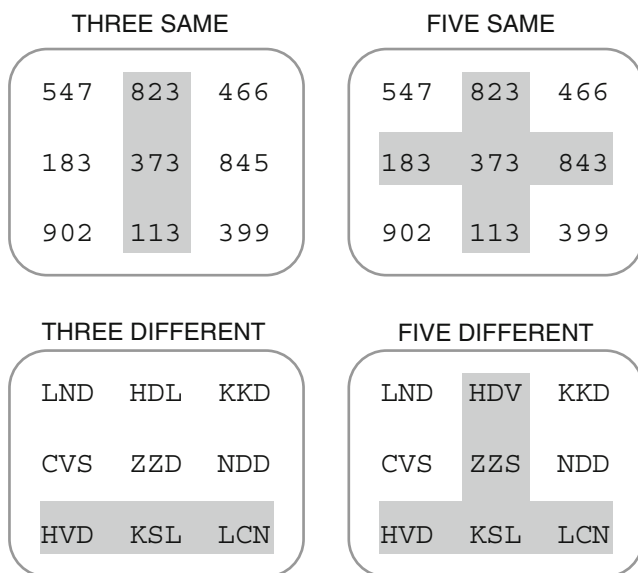 THREE SAME
547 823 466
183 373 845
902 113 399
FIVE SAME
547 823 466
183 373 843
902 113 399
THREE DIFFERENT
LND HDL KKD
CVS ZZD NDD
HVD KSL LCN
FIVE DIFFERENT
LND HDV KKD
CVS ZZS NDD
HVD KSL LCN